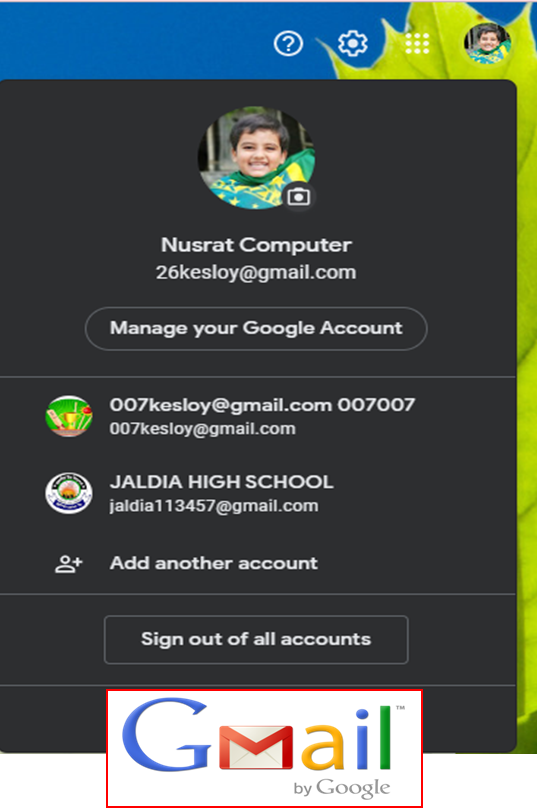 Nusrat Computer
26kesloy@gmail.com
Manage your Google Account
007kesloy@gmail.com 007007
007kesloy@gmail.com
JALDIA HIGH SCHOOL
jaldia113457@gmail.com
Add another account
Sign out of all accounts
Gmail™
by Google